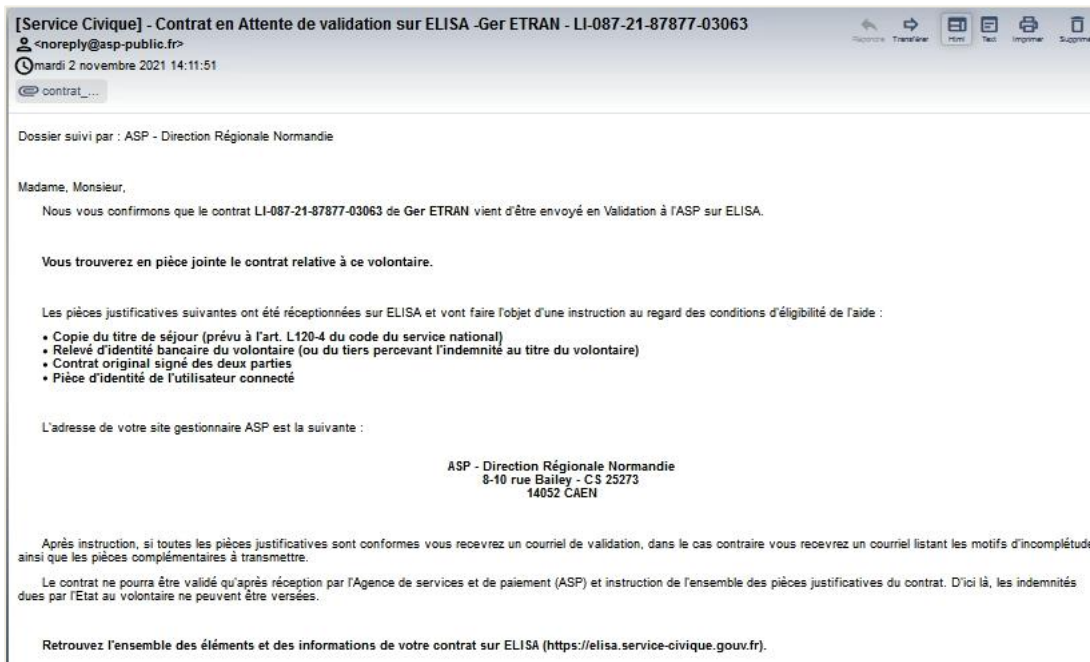 [Service Civique] - Contrat en Attente de validation sur ELISA -Ger ETRAN - LI-087-21-87877-03063
<noreply@asp-public.fr>
mardi 2 novembre 2021 14:11:51
contrat_...
Répondre Transférer Html Text Imprimer Supprime
Dossier suivi par : ASP - Direction Régionale Normandie
Madame, Monsieur,
Nous vous confirmons que le contrat LI-087-21-87877-03063 de Ger ETRAN vient d'être envoyé en Validation à l'ASP sur ELISA.
Vous trouverez en pièce jointe le contrat relative à ce volontaire.
Les pièces justificatives suivantes ont été réceptionnées sur ELISA et vont faire l'objet d'une instruction au regard des conditions d'éligibilité de l'aide :
• Copie du titre de séjour (prévu à l'art. L120-4 du code du service national)
• Relevé d'identité bancaire du volontaire (ou du tiers percevant l'indemnité au titre du volontaire)
• Contrat original signé des deux parties
• Pièce d'identité de l'utilisateur connecté
L'adresse de votre site gestionnaire ASP est la suivante :
ASP - Direction Régionale Normandie
8-10 rue Bailey - CS 25273
14052 CAEN
Après instruction, si toutes les pièces justificatives sont conformes vous recevrez un courriel de validation, dans le cas contraire vous recevrez un courriel listant les motifs d'incomplétude
ainsi que les pièces complémentaires à transmettre.
Le contrat ne pourra être validé qu'après réception par l'Agence de services et de paiement (ASP) et instruction de l'ensemble des pièces justificatives du contrat. D'ici là, les indemnités
dues par l'Etat au volontaire ne peuvent être versées.
Retrouvez l'ensemble des éléments et des informations de votre contrat sur ELISA (https://elisa.service-civique.gouv.fr).